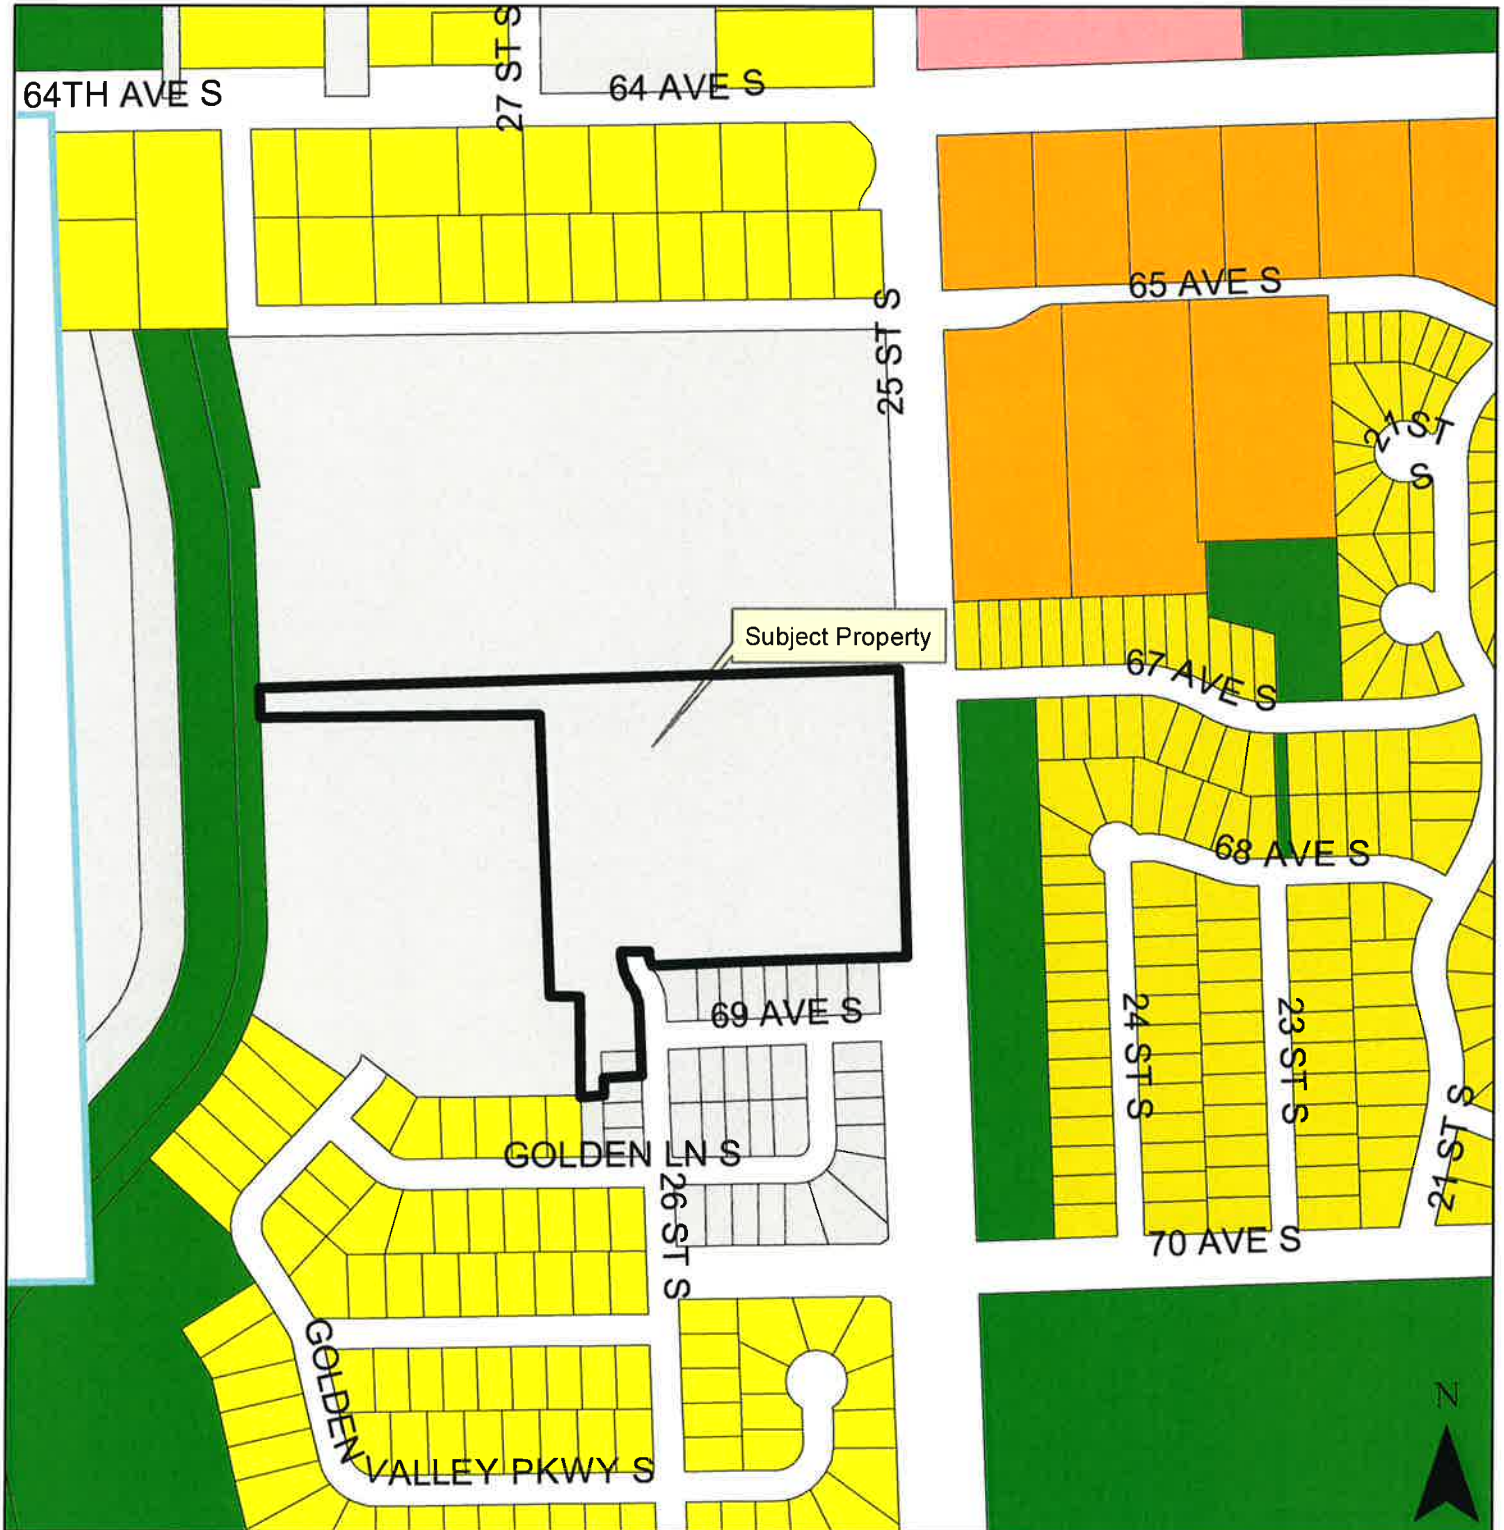 27 ST S
64TH AVE S
64 AVE S
65 AVE S
25 ST S
21 ST
S
Subject Property
67 AVE S
68 AVE S
69 AVE S
24 ST S
23 ST S
21 ST S
GOLDEN LN S
26 ST S
70 AVE S
GOLDEN
VALLEY PKWY S
N